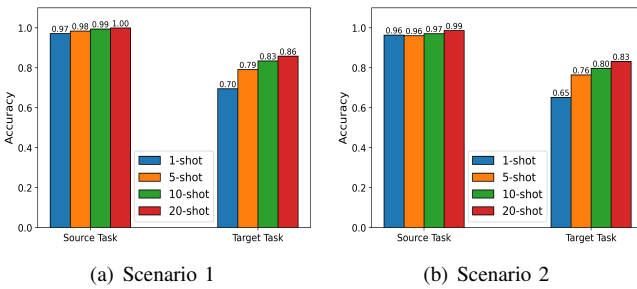 0.97 0.98 0.99 1.00
0.70 0.79 0.83 0.86
Accuracy
1.0
0.8
0.6
0.4
0.2
0.0
1-shot
5-shot
10-shot
20-shot
Source Task Target Task
(a) Scenario 1
0.96 0.96 0.97 0.99
0.65 0.76 0.80 0.83
Accuracy
1.0
0.8
0.6
0.4
0.2
0.0
1-shot
5-shot
10-shot
20-shot
Source Task Target Task
(b) Scenario 2